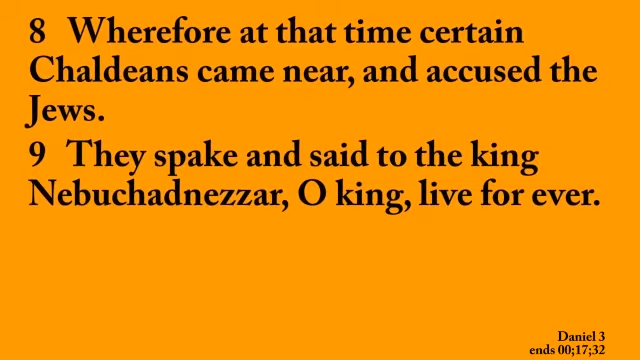 8 Wherefore at that time certain
Chaldeans came near, and accused the
Jews.
9 They spake and said to the king
Nebuchadnezzar, O king, live for ever.
Daniel 3
ends 00;17;32